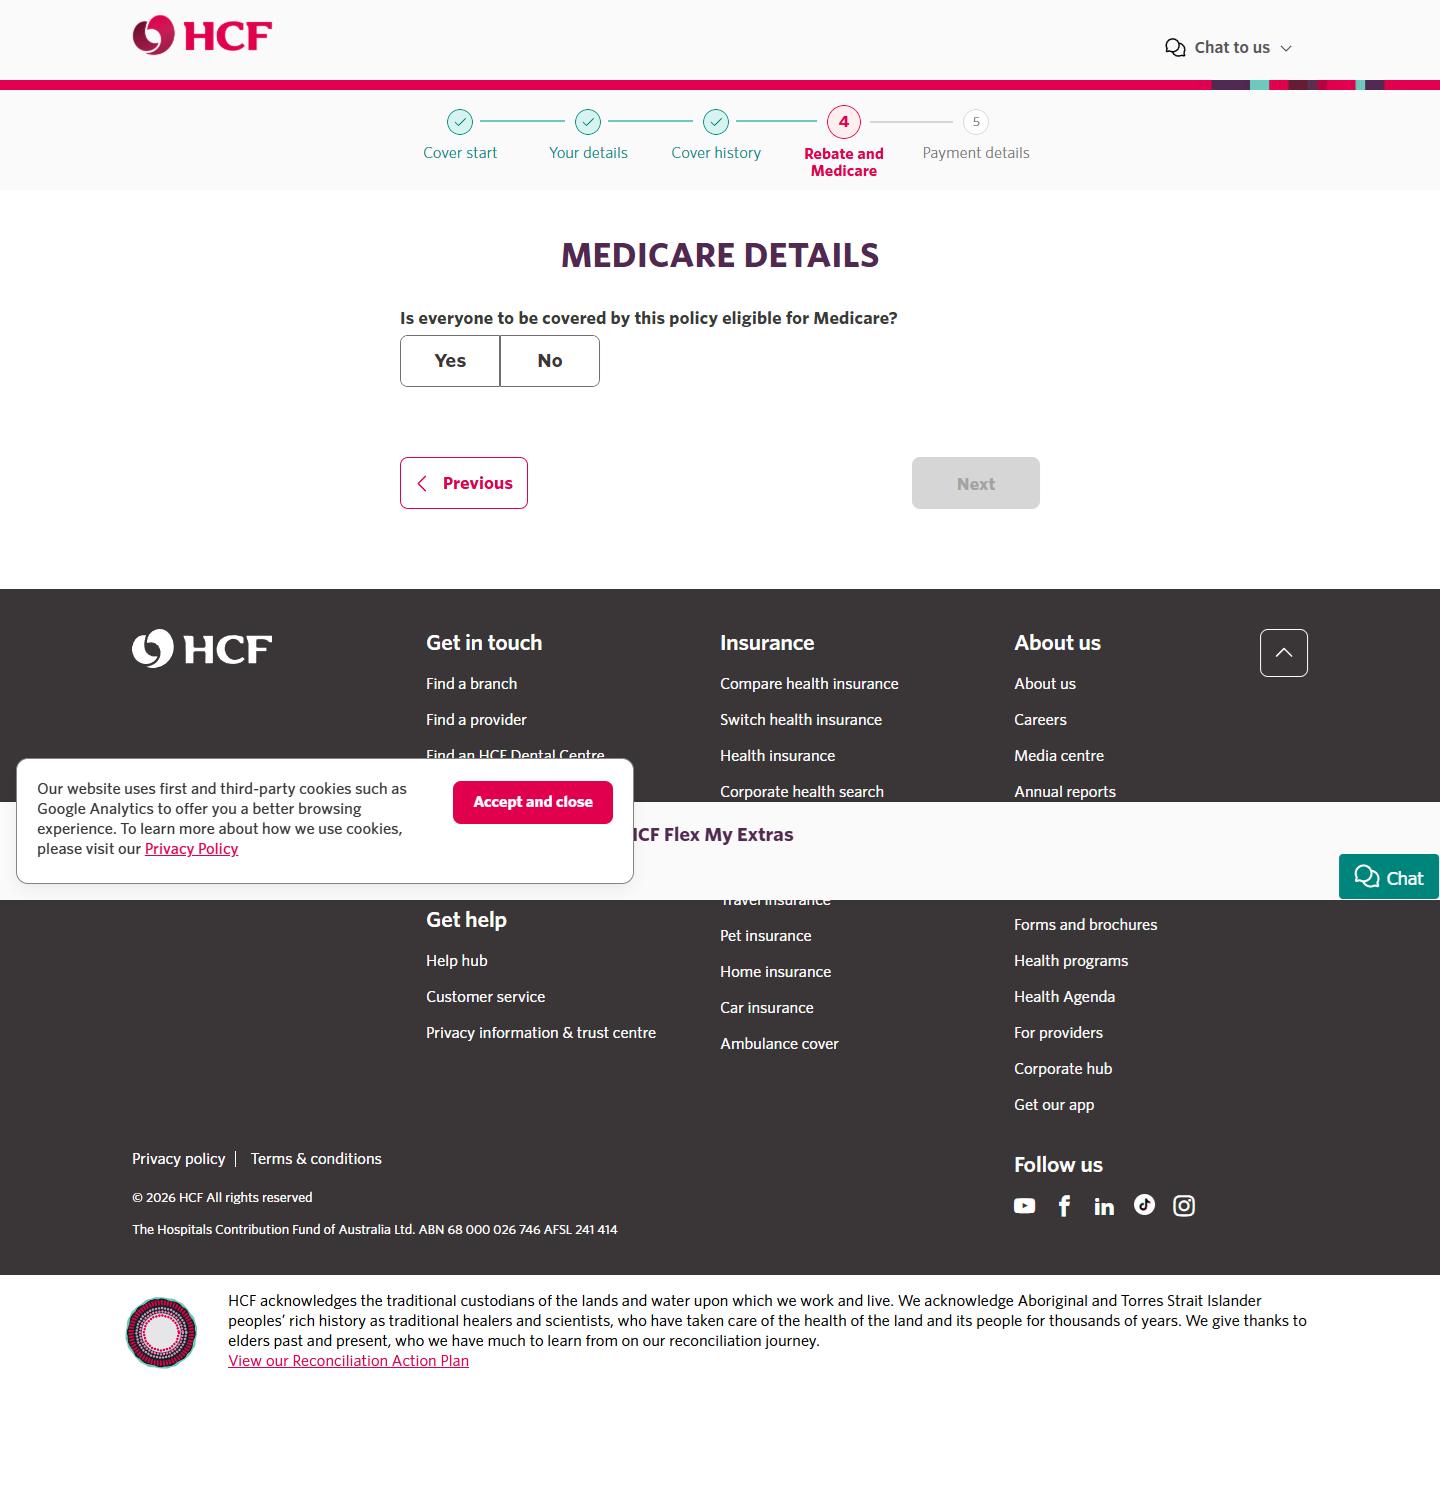 HCF
Chat to us
Cover start
Your details
Cover history
4
Rebate and
Medicare
5
Payment details
MEDICARE DETAILS
Is everyone to be covered by this policy eligible for Medicare?
Yes
No
Previous
Next
HCF
Get in touch
Find a branch
Find a provider
Find an HCF Dental Centre
Insurance
Compare health insurance
Switch health insurance
Health insurance
Corporate health search
About us
About us
Careers
Media centre
Annual reports
Our website uses first and third-party cookies such as
Google Analytics to offer you a better browsing
experience. To learn more about how we use cookies,
please visit our Privacy Policy
Accept and close
HCF Flex My Extras
Chat
Get help
Help hub
Customer service
Privacy information & trust centre
Travel insurance
Pet insurance
Home insurance
Car insurance
Ambulance cover
Forms and brochures
Health programs
Health Agenda
For providers
Corporate hub
Get our app
Privacy policy
Terms & conditions
© 2026 HCF All rights reserved
The Hospitals Contribution Fund of Australia Ltd. ABN 68 000 026 746 AFSL 241 414
Follow us
HCF acknowledges the traditional custodians of the lands and water upon which we work and live. We acknowledge Aboriginal and Torres Strait Islander
peoples’ rich history as traditional healers and scientists, who have taken care of the health of the land and its people for thousands of years. We give thanks to
elders past and present, who we have much to learn from on our reconciliation journey.
View our Reconciliation Action Plan